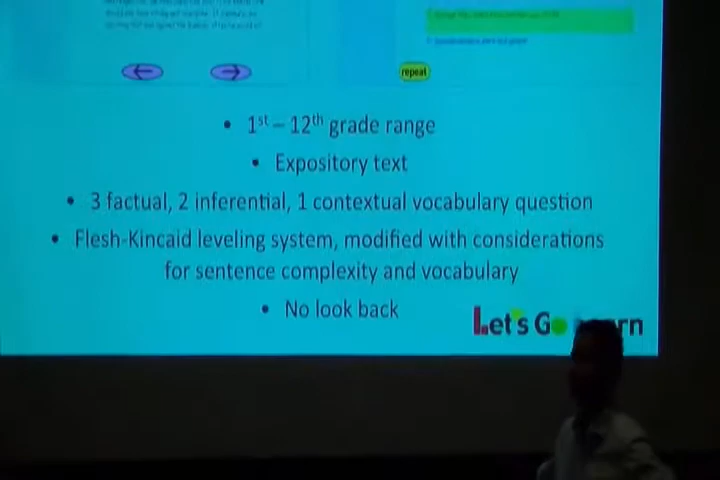 repeat
• 1st – 12th grade range
• Expository text
• 3 factual, 2 inferential, 1 contextual vocabulary question
• Flesh-Kincaid leveling system, modified with considerations
for sentence complexity and vocabulary
• No look back
Let's Go